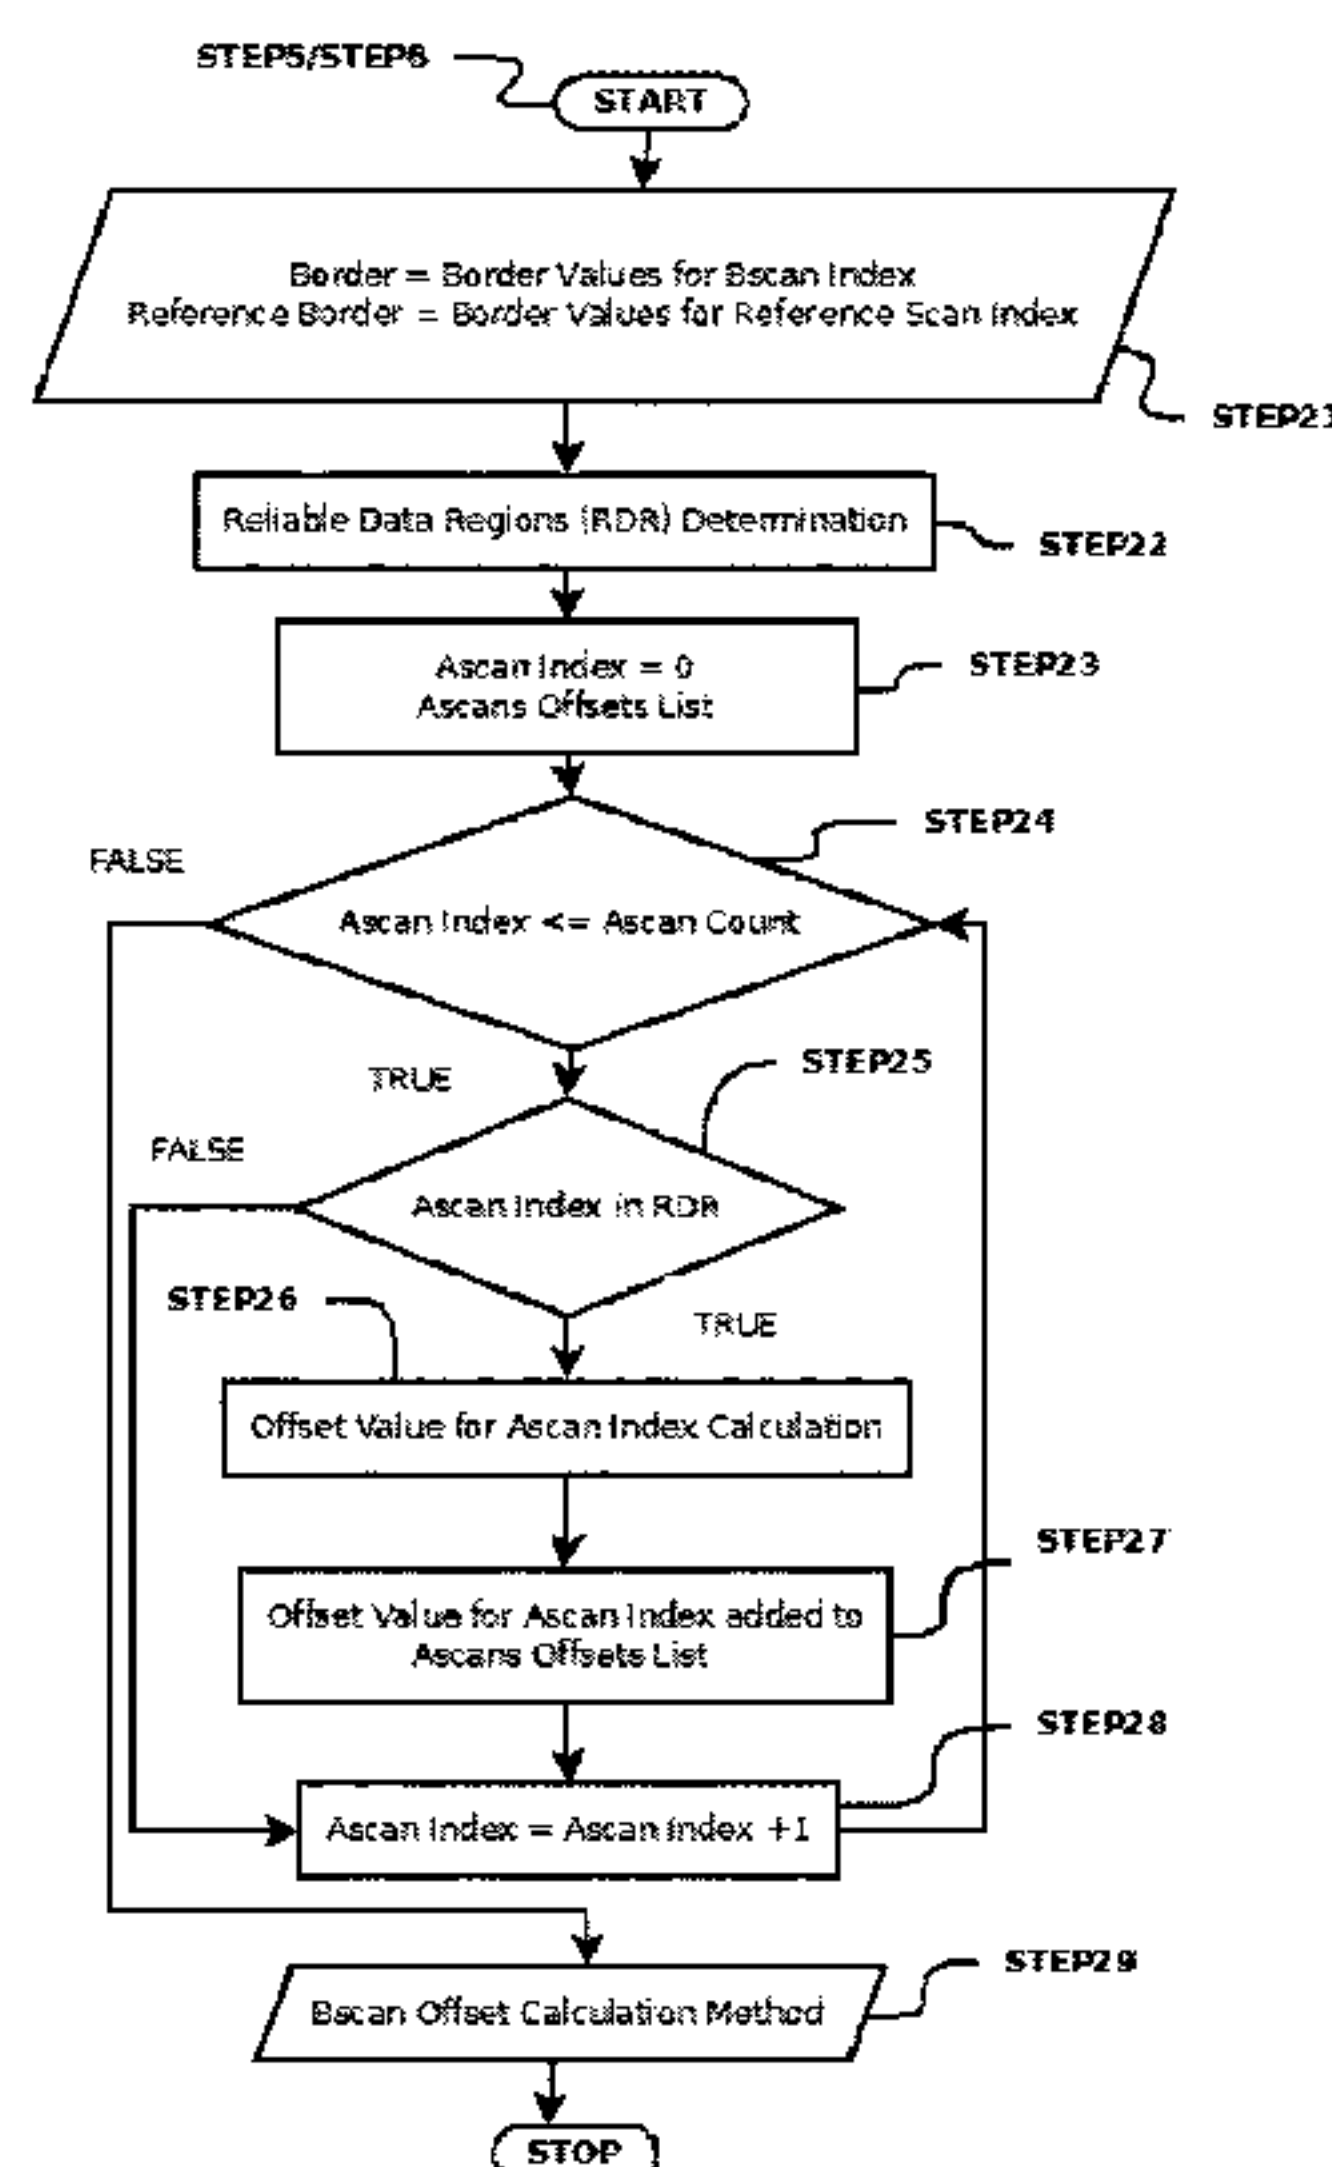 STEP5/STEP8
START
Border = Border Values for Bscan Index
Reference Border = Border Values for Reference Scan Index
Reliable Data Regions (RDR) Determination
STEP22
Ascan Index = 0
Ascans Offsets List
STEP23
STEP24
FALSE
Ascan Index <= Ascan Count
STEP25
TRUE
FALSE
Ascan Index in RDR
STEP26
TRUE
Offset Value for Ascan Index Calculation
STEP27
Offset Value for Ascan Index added to
Ascans Offsets List
STEP28
Ascan Index = Ascan Index +1
STEP29
Bscan Offset Calculation Method
STOP